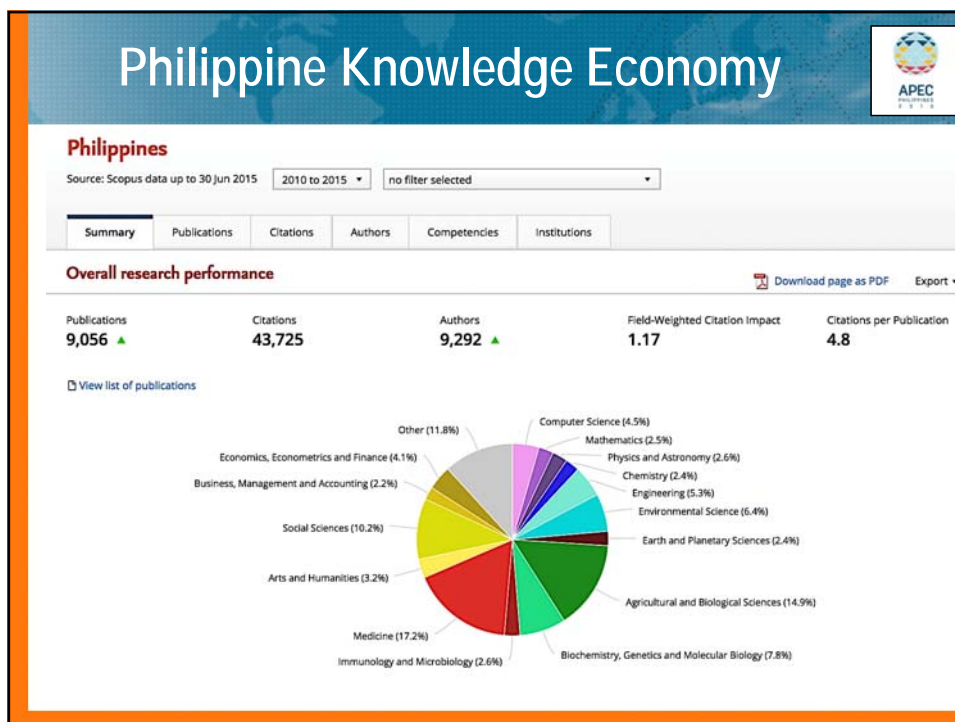 Philippine Knowledge Economy
APEC
PHILIPPINES
2015
Philippines
Source: Scopus data up to 30 Jun 2015
2010 to 2015
no filter selected
Summary
Publications
Citations
Authors
Competencies
Institutions
Overall research performance
Download page as PDF
Export
Publications
Citations
Authors
Field-Weighted Citation Impact
Citations per Publication
9,056
43,725
9,292
1.17
4.8
View list of publications
Computer Science (4.5%)
Mathematics (2.5%)
Physics and Astronomy (2.6%)
Chemistry (2.4%)
Engineering (5.3%)
Environmental Science (6.4%)
Earth and Planetary Sciences (2.4%)
Agricultural and Biological Sciences (14.9%)
Biochemistry, Genetics and Molecular Biology (7.8%)
Immunology and Microbiology (2.6%)
Medicine (17.2%)
Arts and Humanities (3.2%)
Social Sciences (10.2%)
Business, Management and Accounting (2.2%)
Economics, Econometrics and Finance (4.1%)
Other (11.8%)